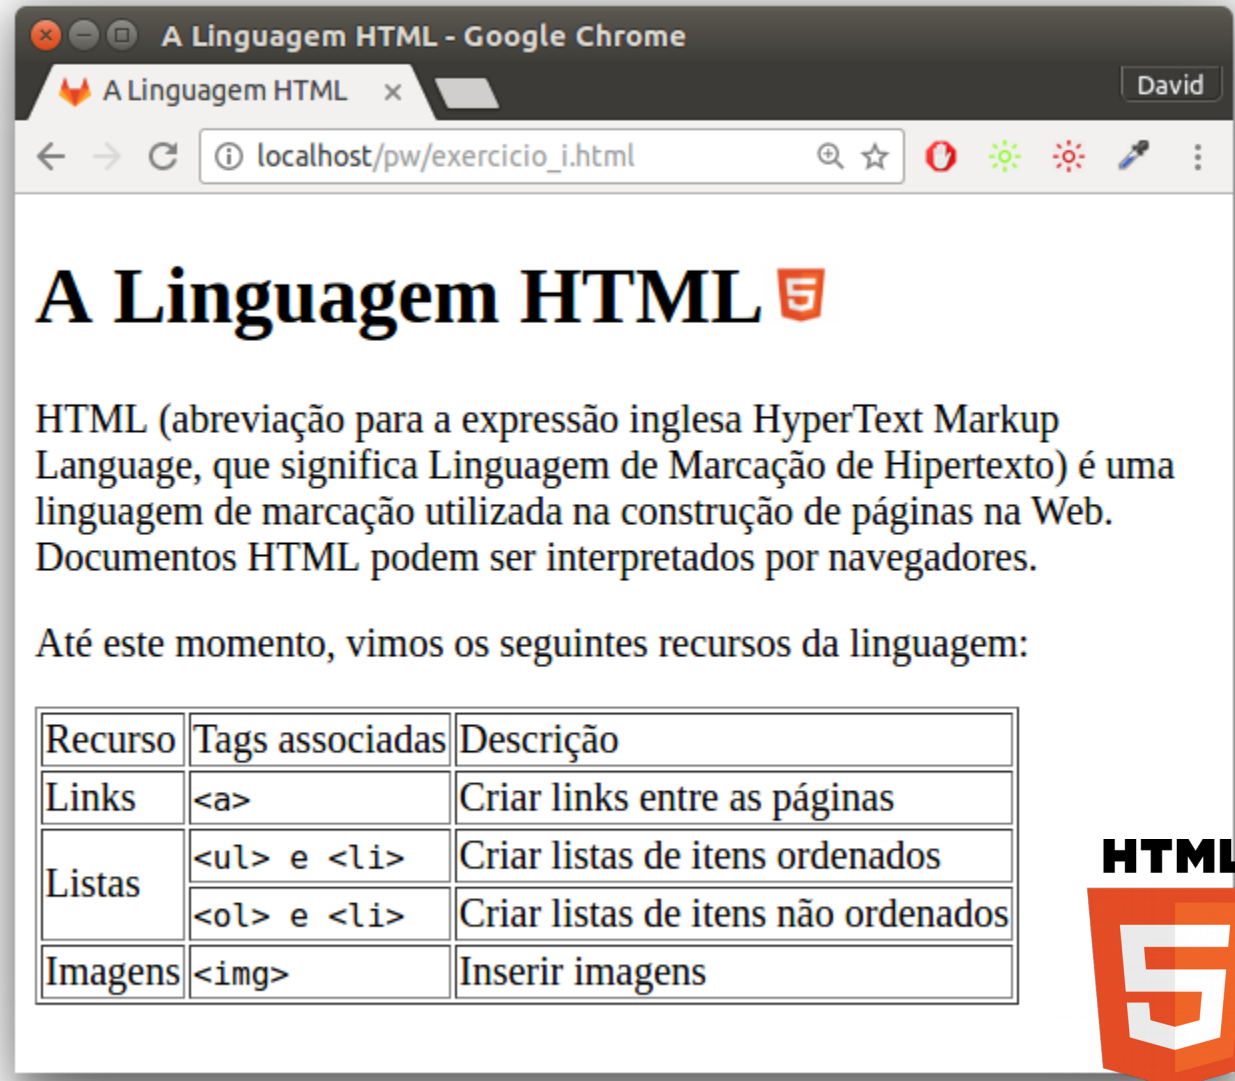 A Linguagem HTML - Google Chrome
A Linguagem HTML
David
localhost/pw/exercicio_i.html
A Linguagem HTML 5
HTML (abreviação para a expressão inglesa HyperText Markup
Language, que significa Linguagem de Marcação de Hipertexto) é uma
linguagem de marcação utilizada na construção de páginas na Web.
Documentos HTML podem ser interpretados por navegadores.
Até este momento, vimos os seguintes recursos da linguagem:
Recurso Tags associadas Descrição
Links <a> Criar links entre as páginas
Listas <ul> e <li> Criar listas de itens ordenados
<ol> e <li> Criar listas de itens não ordenados
Imagens <img> Inserir imagens
HTML
5